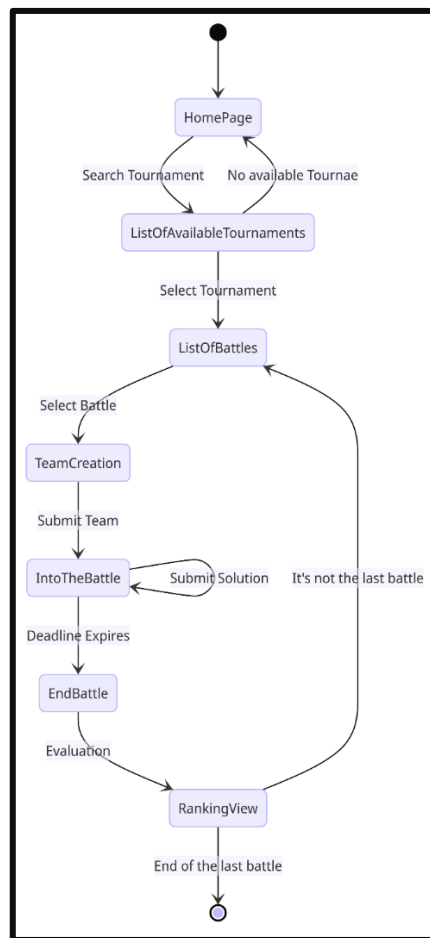 HomePage
Search Tournament
No available Tournae
ListOfAvailableTournaments
Select Tournament
ListOfBattles
Select Battle
TeamCreation
Submit Team
IntoTheBattle
Submit Solution
It's not the last battle
Deadline Expires
EndBattle
Evaluation
RankingView
End of the last battle